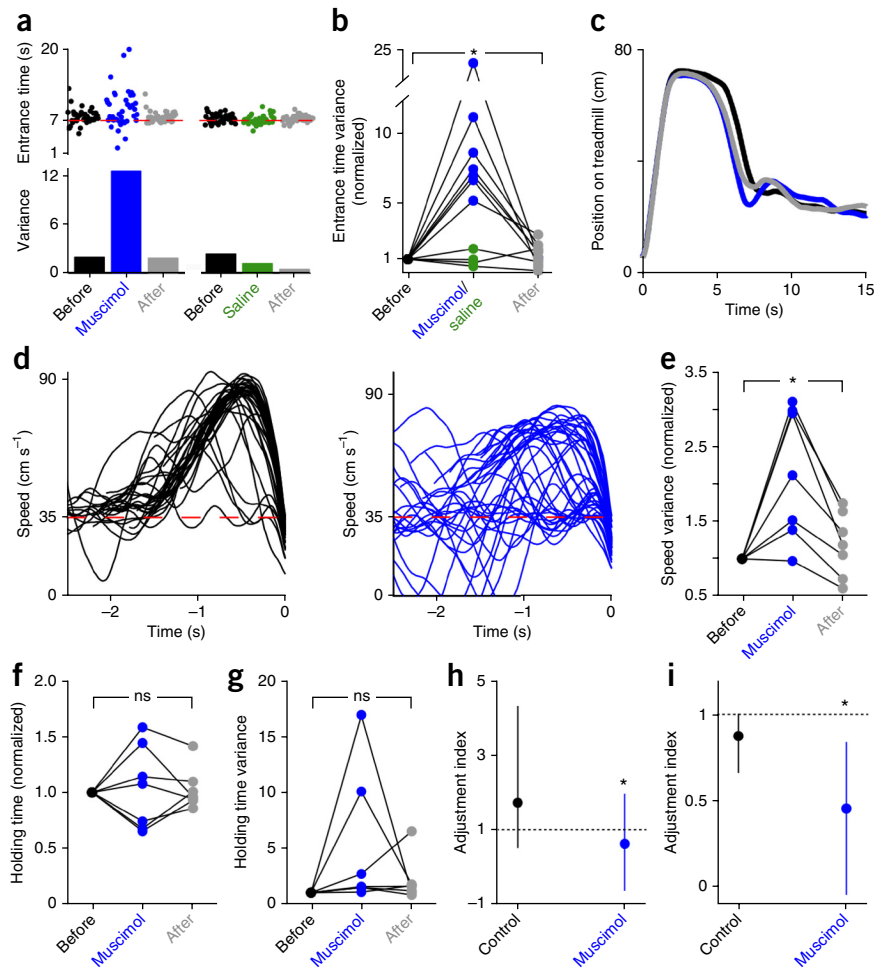 a
Entrance time (s)
20
7
1
Variance
12
6
0
Before
Muscimol
After
Before
Saline
After
b
Entrance time variance
(normalized)
25
10
5
1
*
Before
Muscimol/
saline
After
c
Position on treadmill (cm)
80
0
0
5
10
15
Time (s)
d
Speed (cm s−1)
90
35
0
−2
−1
0
Time (s)
Speed (cm s−1)
90
35
0
−2
−1
0
Time (s)
e
Speed variance (normalized)
3.5
2.5
1.5
0.5
*
Before
Muscimol
After
f
Holding time (normalized)
2.0
1.5
1.0
0.5
0
ns
Before
Muscimol
After
g
Holding time variance
20
15
10
5
0
ns
Before
Muscimol
After
h
Adjustment index
5
3
1
−1
*
Control
Muscimol
i
Adjustment index
1
0.5
0
*
Control
Muscimol